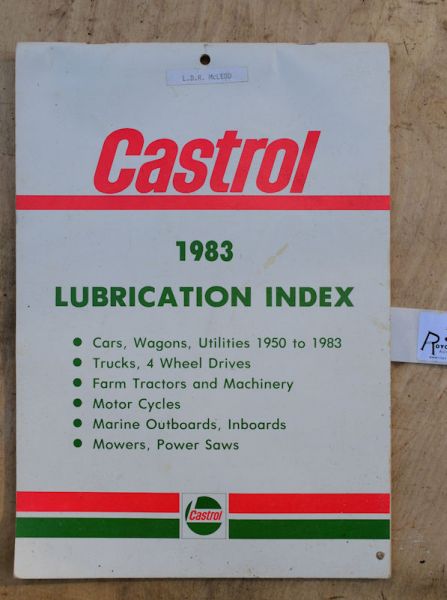 L.D.R. McLEOD
Castrol
1983
LUBRICATION INDEX
● Cars, Wagons, Utilities 1950 to 1983
● Trucks, 4 Wheel Drives
● Farm Tractors and Machinery
● Motor Cycles
● Marine Outboards, Inboards
● Mowers, Power Saws
Castrol